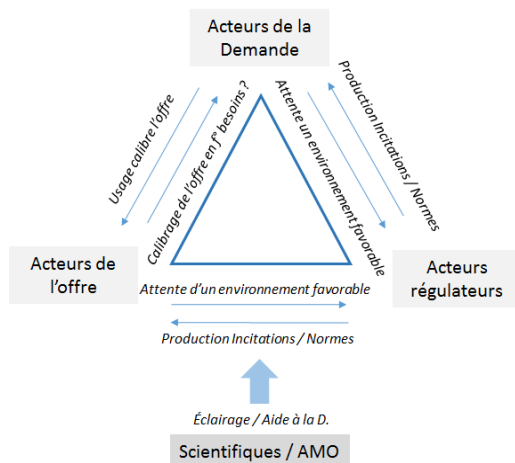 Acteurs de la
Demande
Usage calibre l'offre
Calibrage de l'offre en f° besoins ?
Attente un environnement favorable
Production Incitations / Normes
Acteurs de
l'offre
Acteurs
régulateurs
Attente d'un environnement favorable
Production Incitations / Normes
Éclairage / Aide à la D.
Scientifiques / AMO